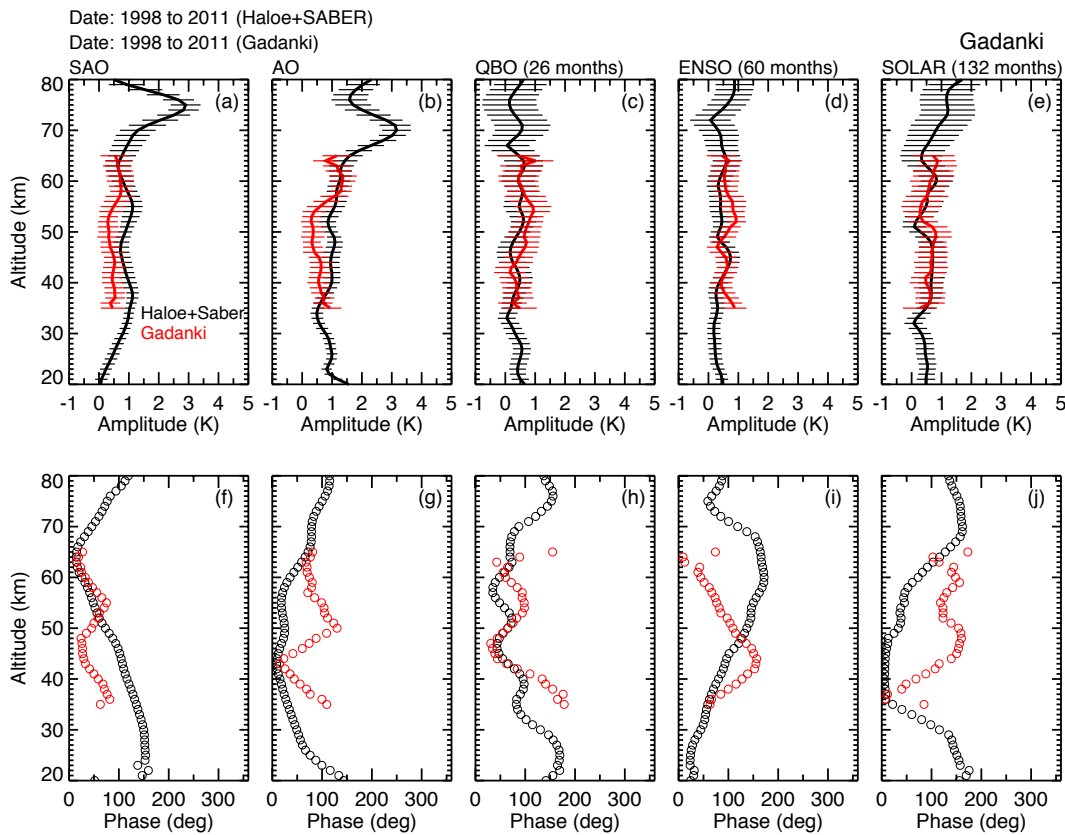 Date: 1998 to 2011 (Haloe+SABER)
Date: 1998 to 2011 (Gadanki)
Gadanki
SAO AO QBO (26 months) ENSO (60 months) SOLAR (132 months)
80 (a) (b) (c) (d) (e)
70
60
50
40
30
20
Altitude (km)
Haloe+Saber
Gadanki
-1 0 1 2 3 4 5 -1 0 1 2 3 4 5 -1 0 1 2 3 4 5 -1 0 1 2 3 4 5 -1 0 1 2 3 4 5
Amplitude (K) Amplitude (K) Amplitude (K) Amplitude (K) Amplitude (K)
80 (f) (g) (h) (i) (j)
70
60
50
40
30
20
Altitude (km)
0 100 200 300 0 100 200 300 0 100 200 300 0 100 200 300 0 100 200 300
Phase (deg) Phase (deg) Phase (deg) Phase (deg) Phase (deg)